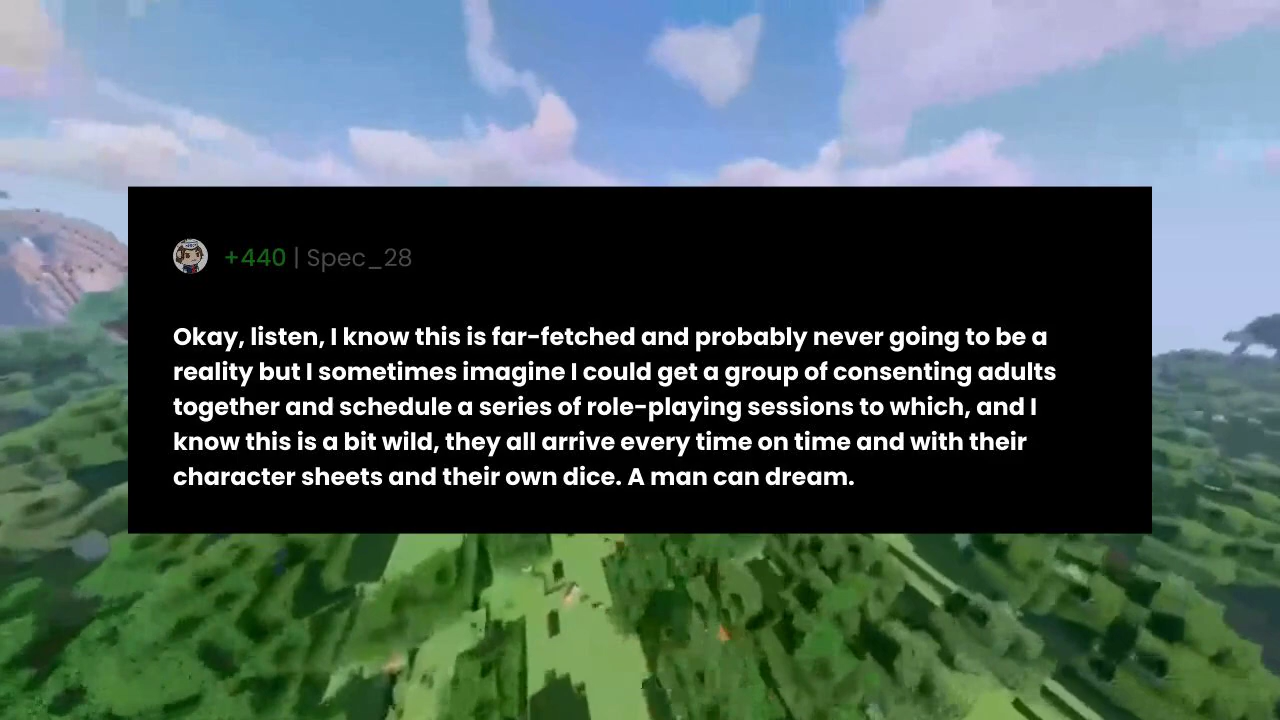 +440 | Spec_28
Okay, listen, I know this is far-fetched and probably never going to be a
reality but I sometimes imagine I could get a group of consenting adults
together and schedule a series of role-playing sessions to which, and I
know this is a bit wild, they all arrive every time on time and with their
character sheets and their own dice. A man can dream.